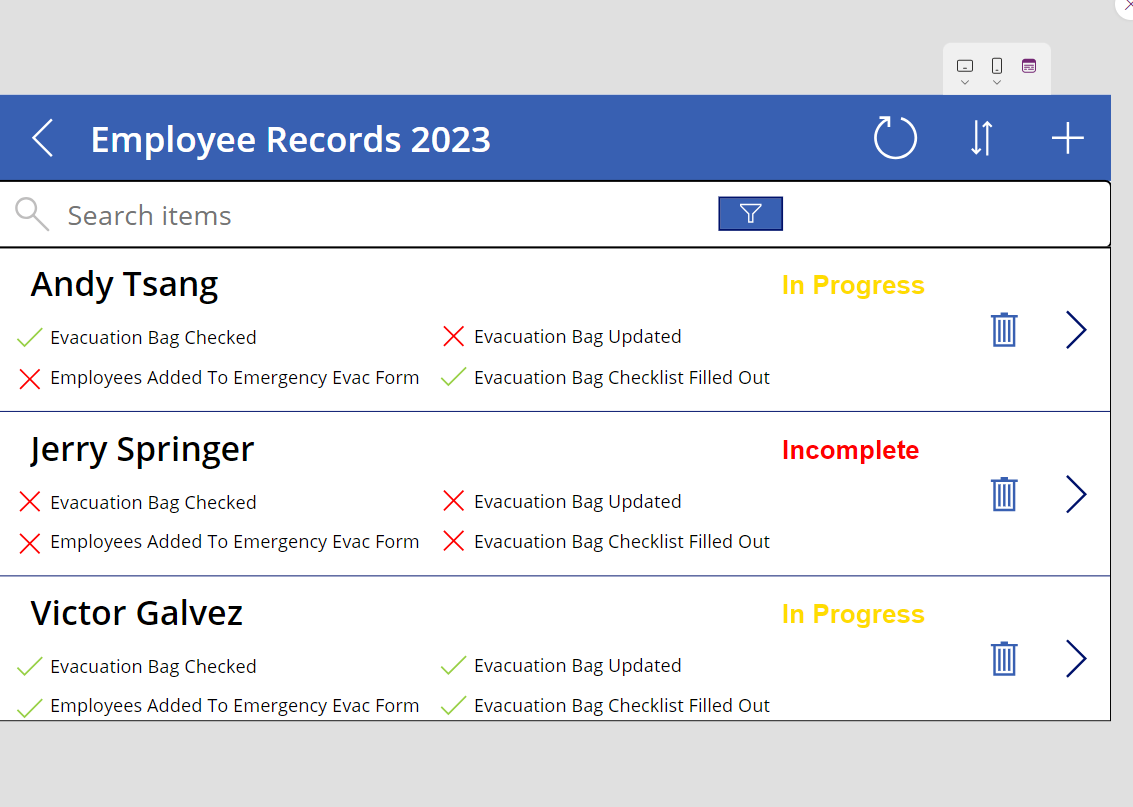 Employee Records 2023
Search items
Andy Tsang
In Progress
Evacuation Bag Checked
Evacuation Bag Updated
Employees Added To Emergency Evac Form
Evacuation Bag Checklist Filled Out
Jerry Springer
Incomplete
Evacuation Bag Checked
Evacuation Bag Updated
Employees Added To Emergency Evac Form
Evacuation Bag Checklist Filled Out
Victor Galvez
In Progress
Evacuation Bag Checked
Evacuation Bag Updated
Employees Added To Emergency Evac Form
Evacuation Bag Checklist Filled Out